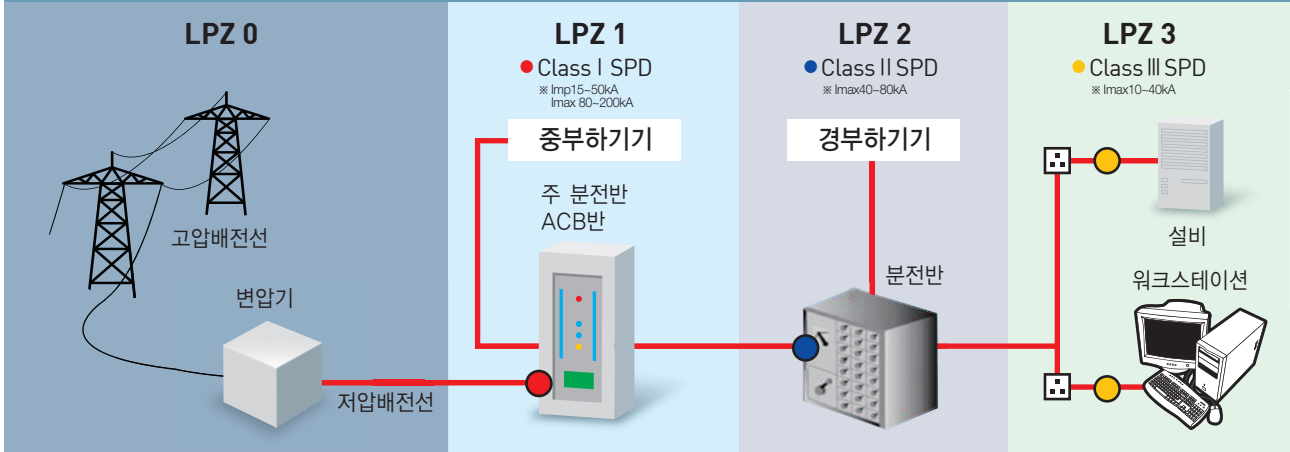 LPZ 0
고압배전선
변압기
저압배전선
LPZ 1
Class Ⅰ SPD
※ Imp15~50kA
Imax 80~200kA
중부하기기
주 분전반
ACB반
LPZ 2
Class Ⅱ SPD
※ Imax40~80kA
경부하기기
분전반
LPZ 3
Class Ⅲ SPD
※ Imax10~40kA
설비
워크스테이션